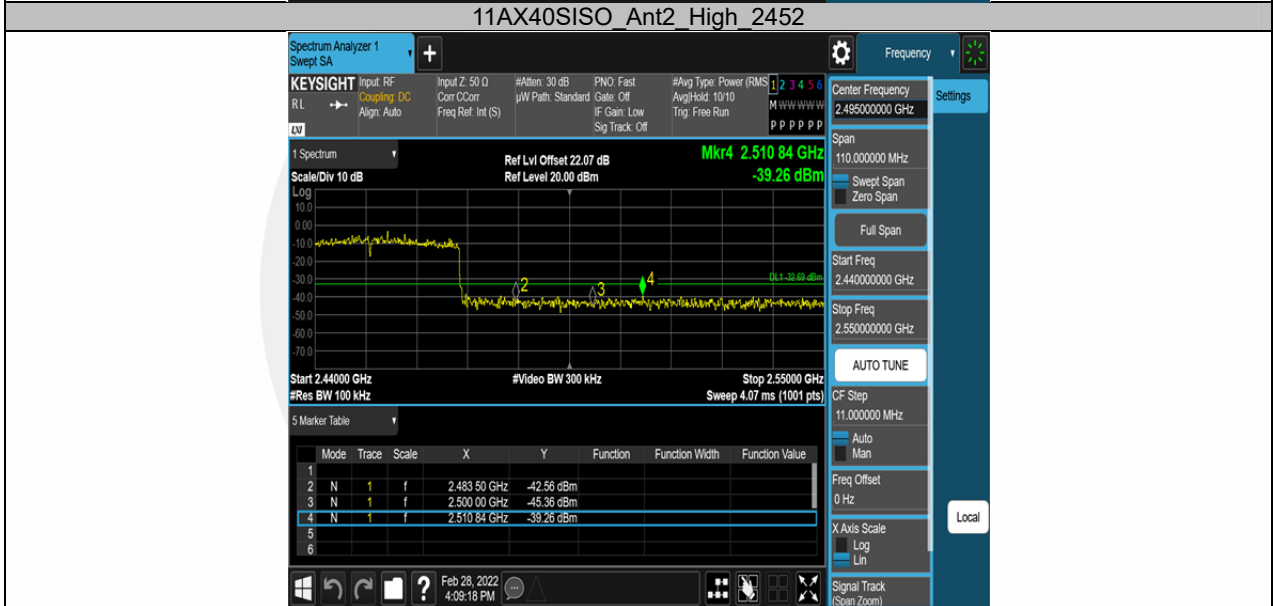 11AX40SISO_Ant2_High_2452
Spectrum Analyzer 1
Swept SA
+
Frequency
KEYSIGHT
RL
LXI
Input: RF
Coupling: DC
Align: Auto
Input Z: 50 Ω
Corr CCorr
Freq Ref: Int (S)
#Atten: 30 dB
µW Path: Standard
PNO: Fast
Gate: Off
IF Gain: Low
Sig Track: Off
#Avg Type: Power (RMS
Avg|Hold: 10/10
Trig: Free Run
1 2 3 4 5 6
M W W W W W
P P P P P P
1 Spectrum
Scale/Div 10 dB
Ref Lvl Offset 22.07 dB
Ref Level 20.00 dBm
Mkr4 2.510 84 GHz
-39.26 dBm
Log
10.0
0.00
-10.0
-20.0
-30.0
-40.0
-50.0
-60.0
-70.0
2
3
4
DL1 -32.69 dBm
Start 2.44000 GHz
#Res BW 100 kHz
#Video BW 300 kHz
Stop 2.55000 GHz
Sweep 4.07 ms (1001 pts)
5 Marker Table
Mode Trace Scale X Y Function Function Width Function Value
1
2 N 1 f 2.483 50 GHz -42.56 dBm
3 N 1 f 2.500 00 GHz -45.36 dBm
4 N 1 f 2.510 84 GHz -39.26 dBm
5
6
?
Feb 28, 2022
4:09:18 PM
Center Frequency
2.495000000 GHz
Span
110.000000 MHz
Swept Span
Zero Span
Full Span
Start Freq
2.440000000 GHz
Stop Freq
2.550000000 GHz
AUTO TUNE
CF Step
11.000000 MHz
Auto
Man
Freq Offset
0 Hz
X Axis Scale
Log
Lin
Signal Track
(Span Zoom)
Settings
Local